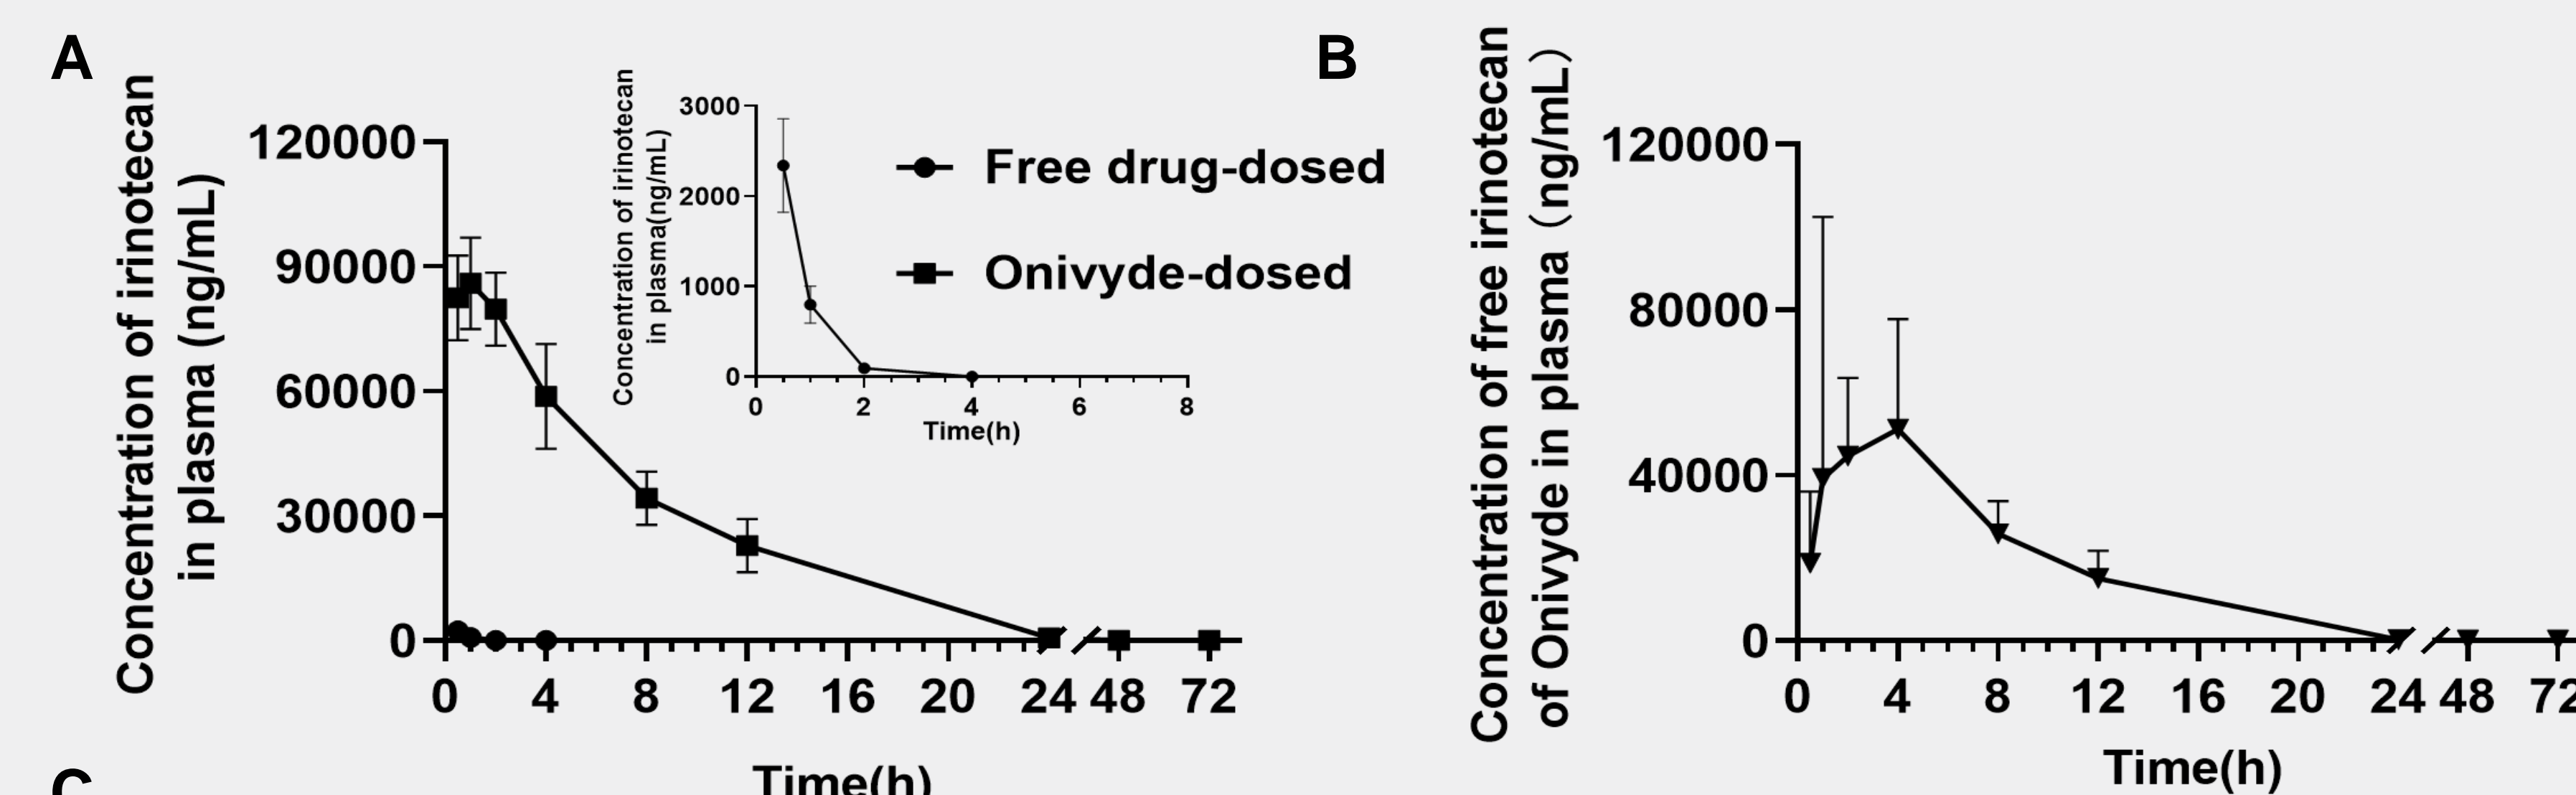 A
Concentration of irinotecan
in plasma (ng/mL)
120000
90000
60000
30000
0
0 4 8 12 16 20 24 48 72
Time(h)
Concentration of irinotecan
in plasma(ng/mL)
3000
2000
1000
0
0 2 4 6 8
Time(h)
Free drug-dosed
Onivyde-dosed
B
Concentration of free irinotecan
of Onivyde in plasma（ng/mL）
120000
80000
40000
0
0 4 8 12 16 20 24 48 72
Time(h)
C